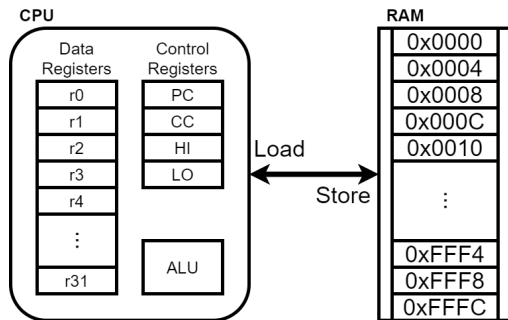 CPU
Data
Registers
r0
r1
r2
r3
r4
⋮
r31
Control
Registers
PC
CC
HI
LO
ALU
Load
Store
RAM
0x0000
0x0004
0x0008
0x000C
0x0010
⋮
0xFFF4
0xFFF8
0xFFFC